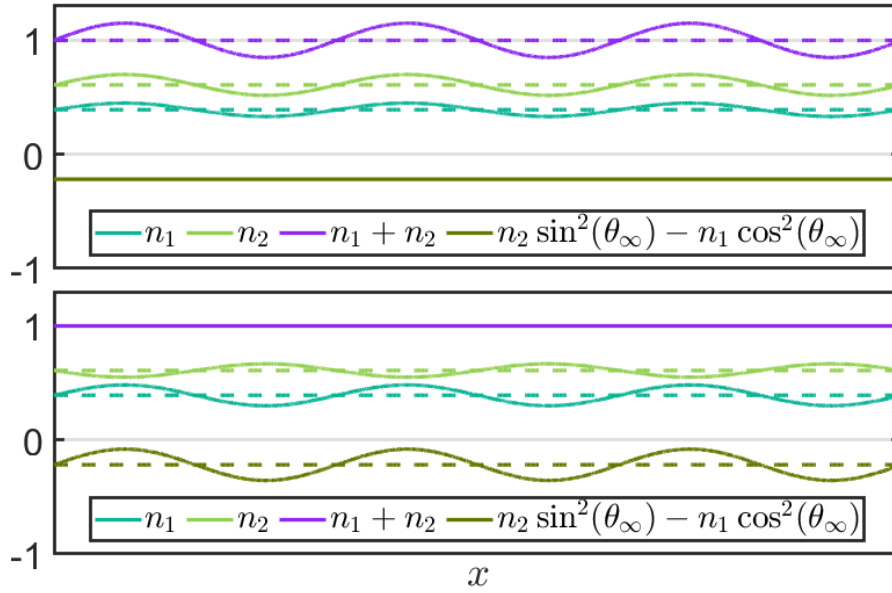 1
0
n₁ n₂ n₁ + n₂ n₂ sin²(θ∞) − n₁ cos²(θ∞)
-1
1
0
n₁ n₂ n₁ + n₂ n₂ sin²(θ∞) − n₁ cos²(θ∞)
-1
x